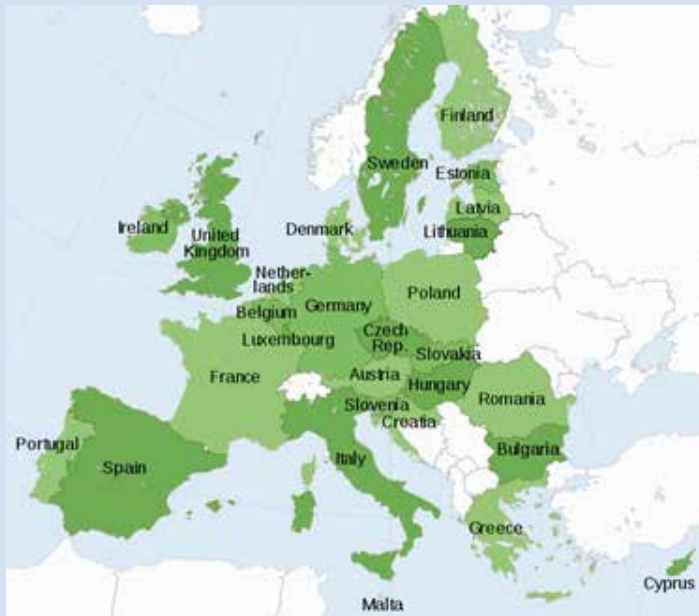 Finland
Sweden
Estonia
Latvia
Lithuania
Denmark
Ireland
United
Kingdom
Nether-
lands
Belgium
Germany
Poland
Luxembourg
Czech
Rep.
Slovakia
Austria
Hungary
France
Slovenia
Croatia
Romania
Portugal
Spain
Italy
Bulgaria
Greece
Cyprus
Malta